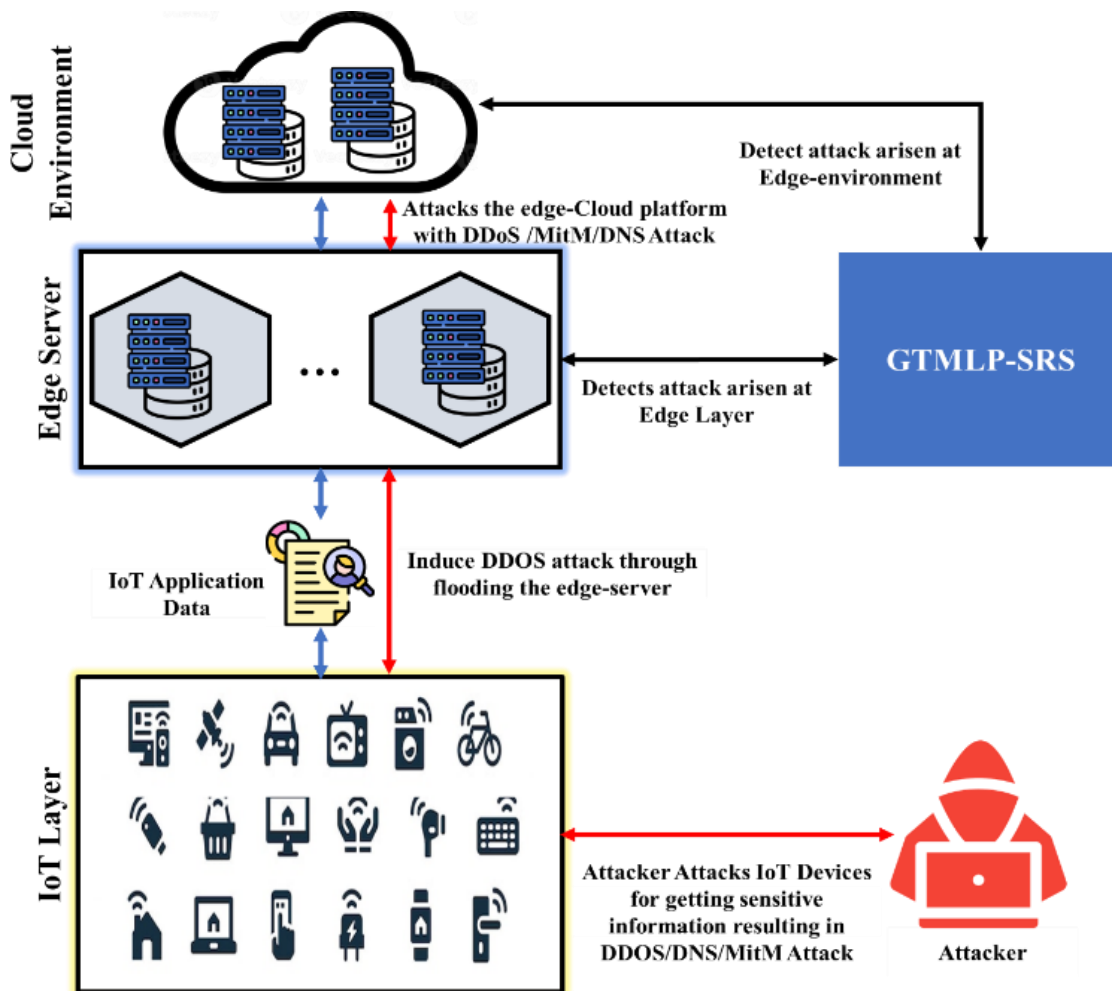 Cloud
Environment
Detect attack arisen at
Edge-environment
Attacks the edge-Cloud platform
with DDoS /MitM/DNS Attack
Edge Server
...
GTMLP-SRS
Detects attack arisen at
Edge Layer
IoT Application
Data
Induce DDOS attack through
flooding the edge-server
IoT Layer
Attacker Attacks IoT Devices
for getting sensitive
information resulting in
DDOS/DNS/MitM Attack
Attacker